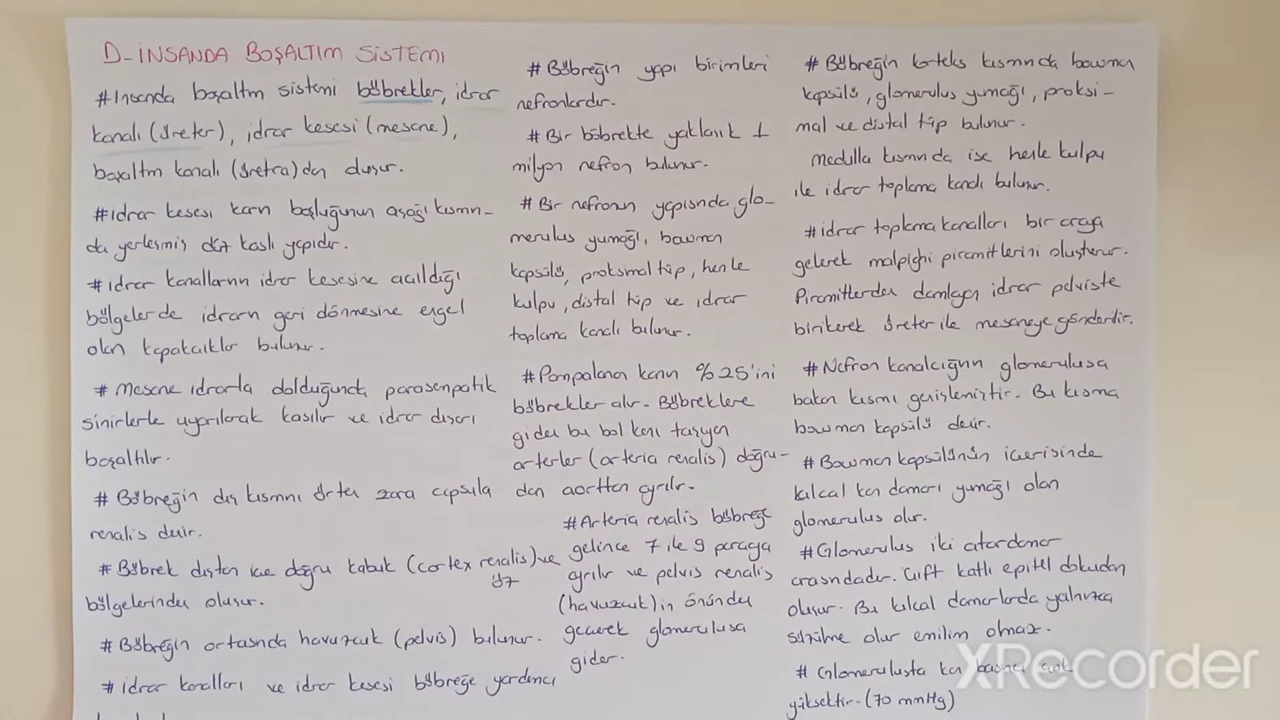 D-İNSANDA BOŞALTIM SİSTEMİ
#İnsanda boşaltım sistemi böbrekler, idrar
kanalı (üreter), idrar kesesi (mesane),
boşaltım kanalı (üretra)dan oluşur.
#idrar kesesi karın boşluğunun aşağı kısmın-
da yerleşmiş düz kaslı yapıdır.
#idrar kanallarının idrar kesesine açıldığı
bölgelerde idrarın geri dönmesine engel
olan kapakcıklar bulunur.
# Mesane idrarla dolduğunda parasempatik
sinirlerle uyarılarak kasılır ve idrar dışarı
boşaltılır.
# Böbreğin dış kısmını örten zara capsula
renalis denir.
# Böbrek dıştan içe doğru kabuk (cortex renalis) ve
öz
bölgelerinden oluşur.
# Böbreğin ortasında havuzcuk (pelvis) bulunur.
# idrar kanalları ve idrar kesesi böbreğe yardımcı
# Böbreğin yapı birimleri
nefronlardır.
# Bir böbrekte yaklaşık 1
milyon nefron bulunur.
# Bir nefronun yapısında glo-
merulus yumağı, bowman
kapsülü, proksimal tüp, henle
kulpu, distal tüp ve idrar
toplama kanalı bulunur.
#Pompalanan kanın %25'ini
böbrekler alır. Böbreklere
giden bu bol kanı taşıyan
arterler (arteria renalis) doğru-
dan aorttan ayrılır.
#Arteria renalis böbreğe
gelince 7 ile 9 parçaya
ayrılır ve pelvis renalis
(havuzcuk)in önünden
geçerek glomerulusa
gider.
# Böbreğin korteks kısmında bowman
kapsülü, glomerulus yumağı, proksi-
mal ve distal tüp bulunur.
medulla kısmında ise henle kulpu
ile idrar toplama kanalı bulunur.
#idrar toplama kanalları bir araya
gelerek malpighi piramitlerini oluşturur.
Piramitlerden damlayan idrar pelviste
birikerek üreter ile mesaneye gönderilir.
#Nefron kanalcığının glomerulusa
bakan kısmı genişlemiştir. Bu kısma
bowman kapsülü denir.
# Bowman kapsülünün içerisinde
kılcal kan damarı yumağı olan
glomerulus olur.
#Glomerulus iki atardamar
arasındadır. Çift katlı epitel dokudan
oluşur. Bu kılcal damarlarda yalnızca
süzülme olur emilim olmaz.
# Glomerulusta kan basıncı çok
yüksektir. (70 mmHg)
XRecorder